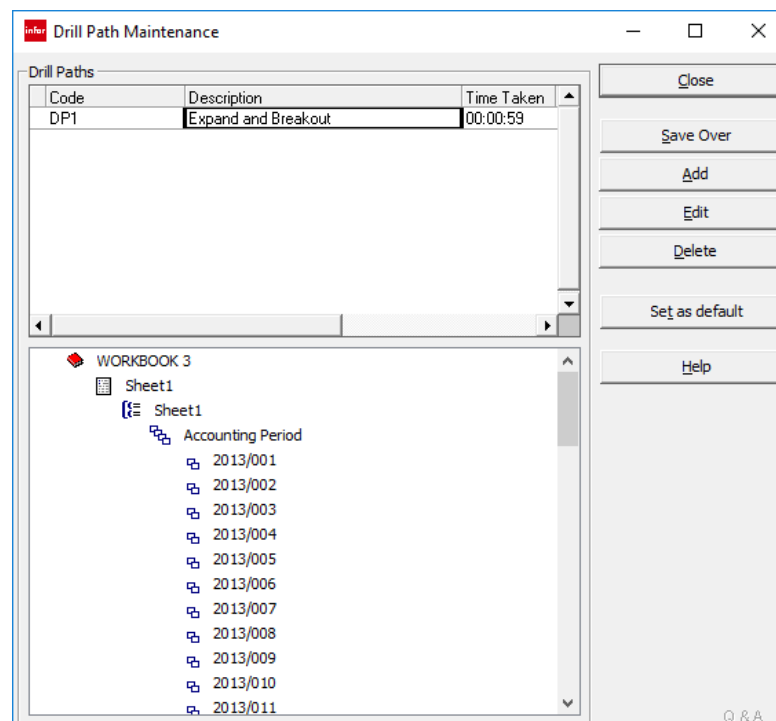 infor Drill Path Maintenance
Drill Paths
Code Description Time Taken
DP1 Expand and Breakout 00:00:59
Close
Save Over
Add
Edit
Delete
Set as default
Help
WORKBOOK 3
Sheet1
Sheet1
Accounting Period
2013/001
2013/002
2013/003
2013/004
2013/005
2013/006
2013/007
2013/008
2013/009
2013/010
2013/011
Q & A